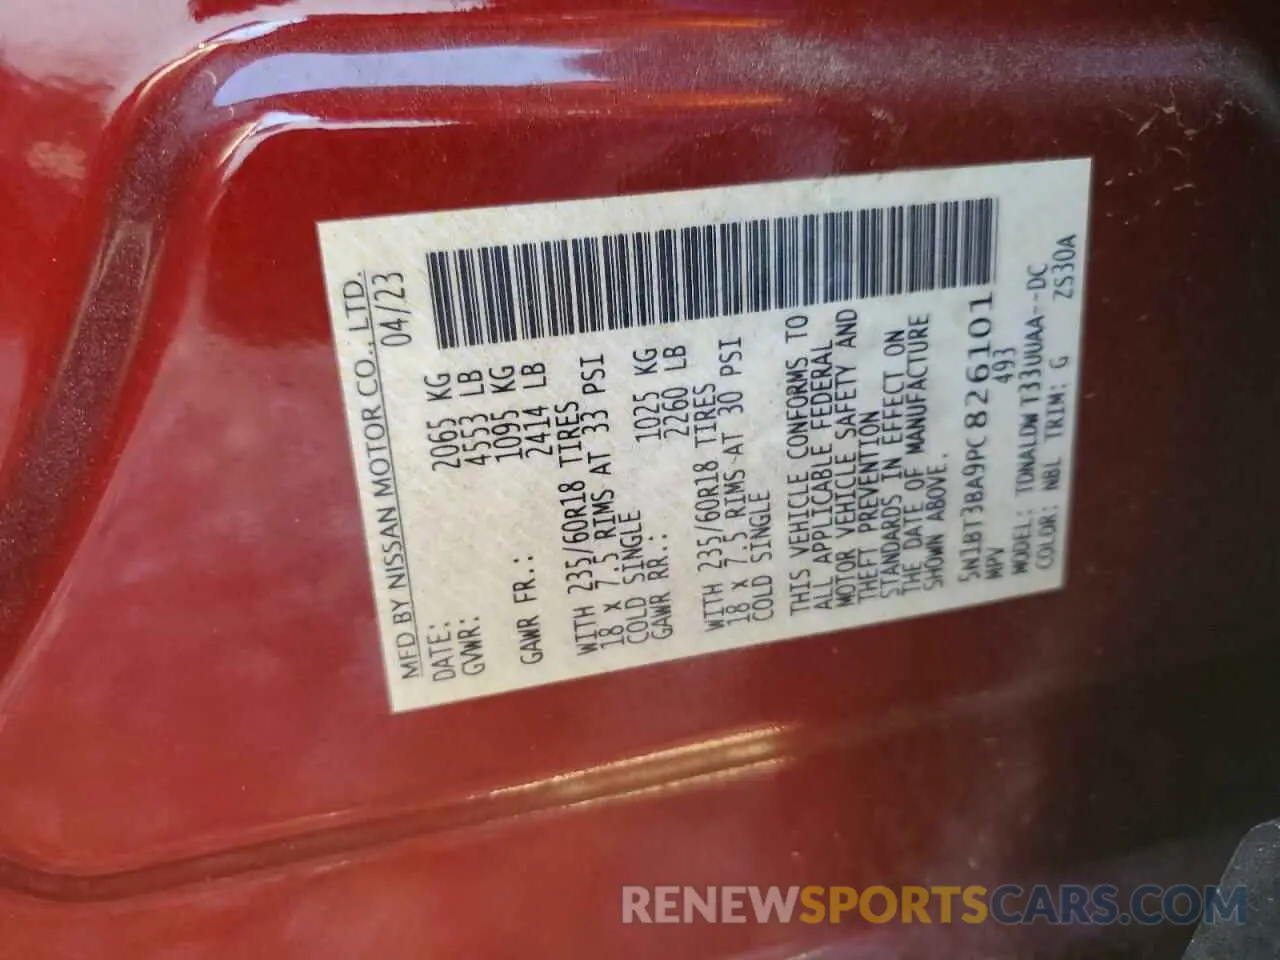 MFD BY NISSAN MOTOR CO., LTD.
DATE: 04/23
GVWR: 2065 KG
4553 LB
GAWR FR.: 1095 KG
2414 LB
WITH 235/60R18 TIRES
18 x 7.5 RIMS AT 33 PSI
COLD SINGLE
GAWR RR.: 1025 KG
2260 LB
WITH 235/60R18 TIRES
18 x 7.5 RIMS AT 30 PSI
COLD SINGLE
THIS VEHICLE CONFORMS TO
ALL APPLICABLE FEDERAL
MOTOR VEHICLE SAFETY AND
THEFT PREVENTION
STANDARDS IN EFFECT ON
THE DATE OF MANUFACTURE
SHOWN ABOVE.
5N1BT3BA9PC826101
MPV 493
MODEL: TDNALDW T33UUAA--DC
COLOR: NBL TRIM: G ZS30A
RENEWSPORTSCARS.COM